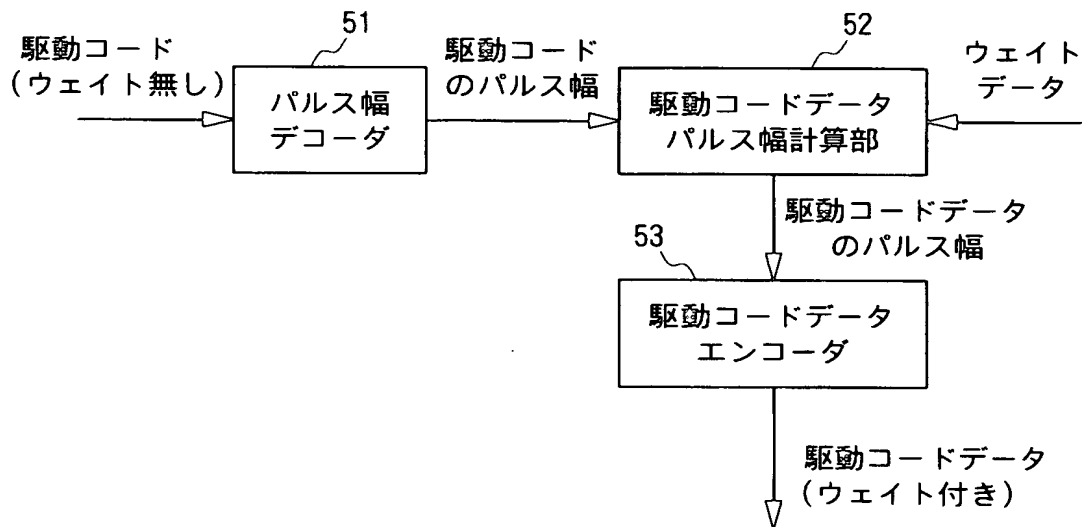 51
駆動コード
(ウェイト無し)
パルス幅
デコーダ
駆動コード
のパルス幅
52
駆動コードデータ
パルス幅計算部
ウェイト
データ
駆動コードデータ
のパルス幅
53
駆動コードデータ
エンコーダ
駆動コードデータ
(ウェイト付き)